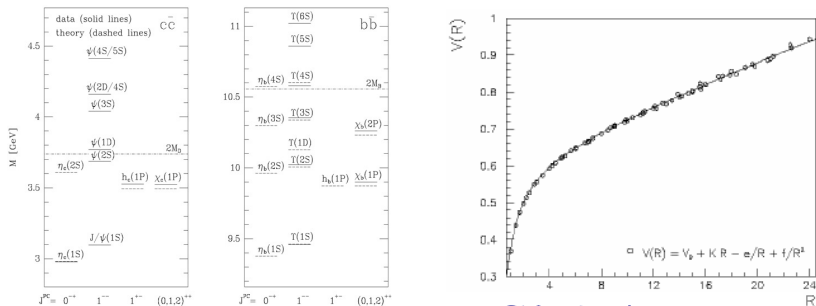 data (solid lines)
theory (dashed lines)
cc̄
M [GeV]
4.5
4
3.5
3
ψ(4S/5S)
ψ(2D/4S)
ψ(3S)
ψ(1D)
2M_D
ψ(2S)
η_c(2S)
h_c(1P)
χ_c(1P)
J/ψ(1S)
η_c(1S)
J^PC= 0^-+ 1^-- 1^+- (0,1,2)^++
bb̄
11
10.5
10
9.5
Υ(6S)
Υ(5S)
η_b(4S)
Υ(4S)
2M_B
Υ(3S)
η_b(3S)
χ_b(2P)
Υ(1D)
Υ(2S)
η_b(2S)
h_b(1P)
χ_b(1P)
Υ(1S)
η_b(1S)
J^PC= 0^-+ 1^-- 1^+- (0,1,2)^++
V(R)
1
0.9
0.8
0.7
0.6
0.5
0.4
0.3
V(R) = V_0 + K R - e/R + f/R²
4 8 12 16 20 24
R